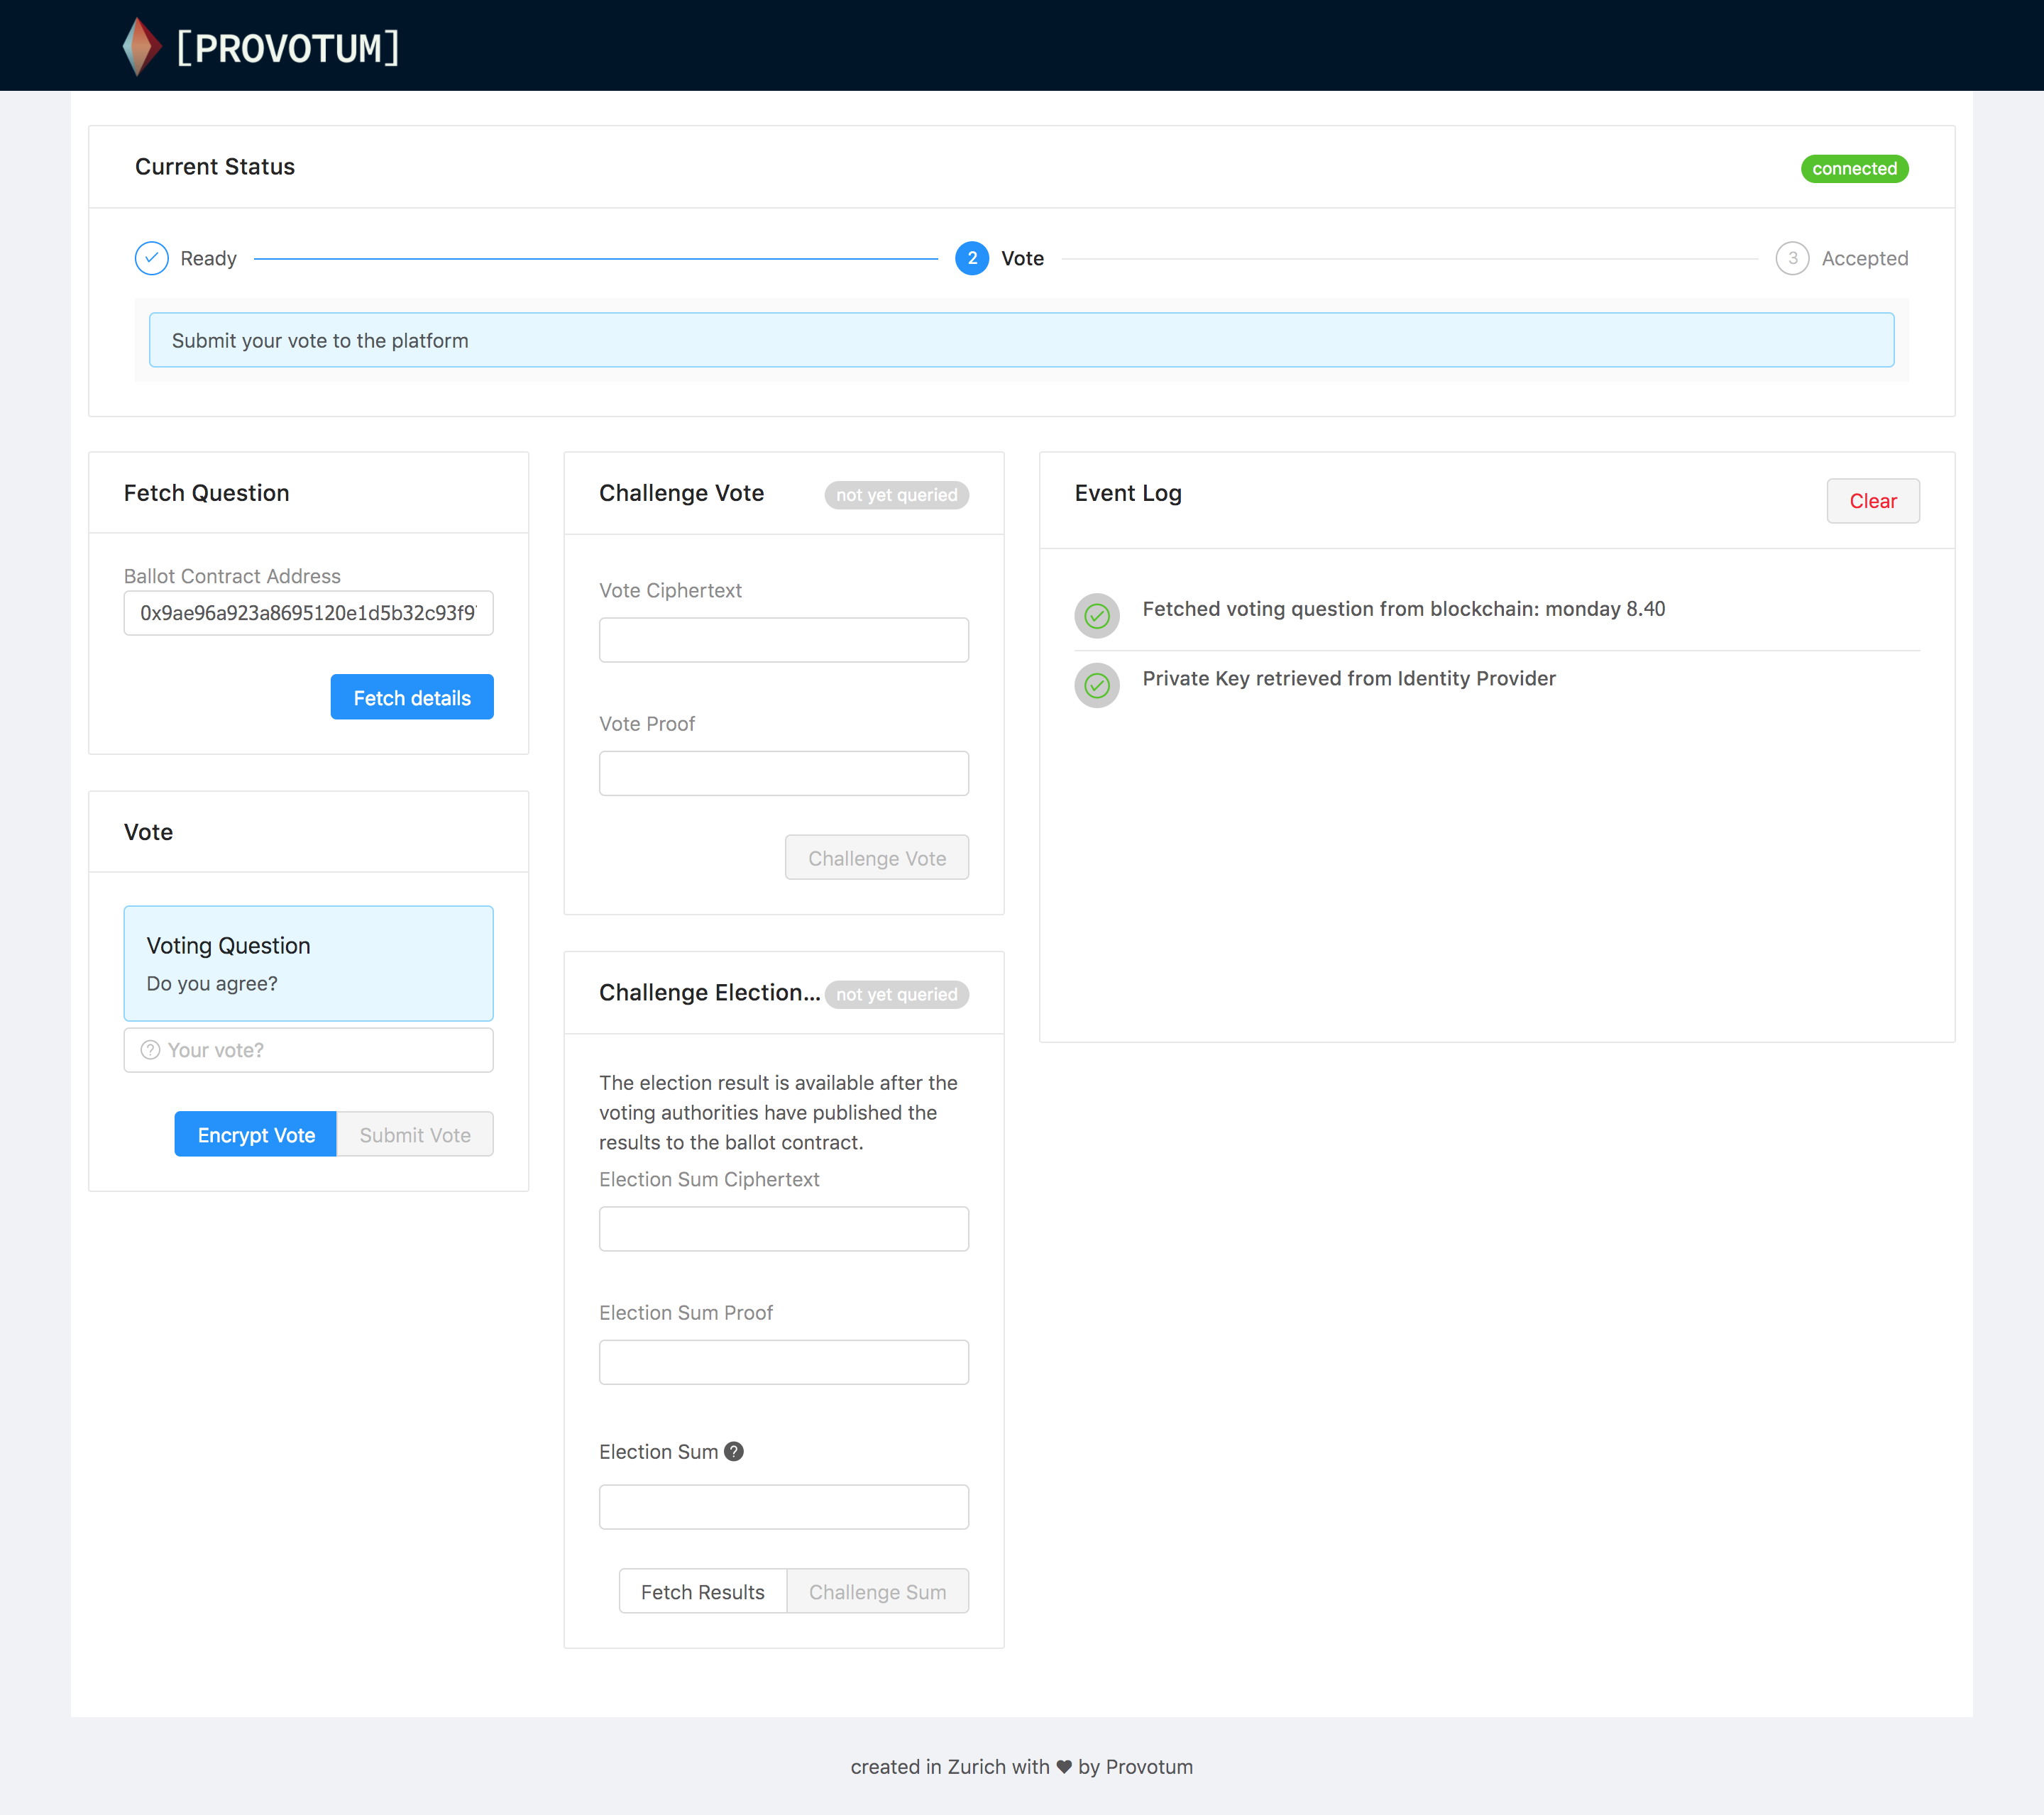 [PROVOTUM]
Current Status
connected
Ready
2
Vote
3
Accepted
Submit your vote to the platform
Fetch Question
Ballot Contract Address
0x9ae96a923a8695120e1d5b32c93f9
Fetch details
Vote
Voting Question
Do you agree?
? Your vote?
Encrypt Vote
Submit Vote
Challenge Vote
not yet queried
Vote Ciphertext
Vote Proof
Challenge Vote
Challenge Election...
not yet queried
The election result is available after the
voting authorities have published the
results to the ballot contract.
Election Sum Ciphertext
Election Sum Proof
Election Sum ?
Fetch Results
Challenge Sum
Event Log
Clear
Fetched voting question from blockchain: monday 8.40
Private Key retrieved from Identity Provider
created in Zurich with ♥ by Provotum